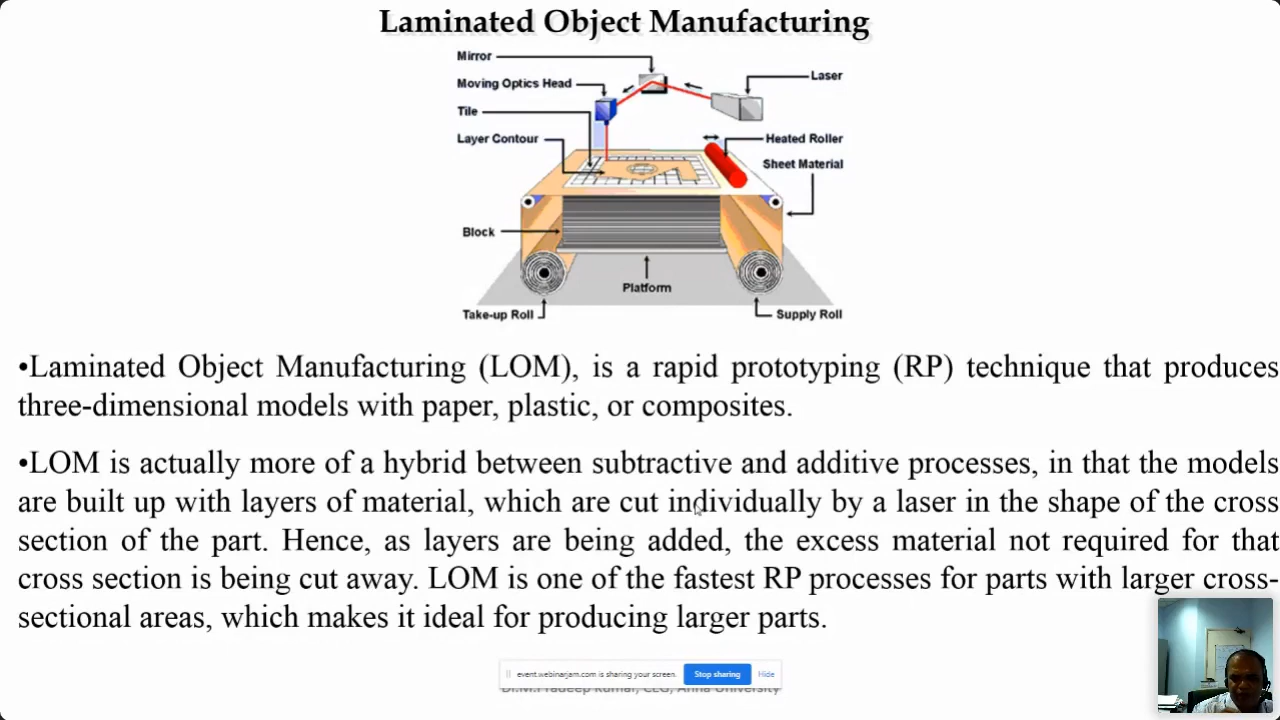 Laminated Object Manufacturing
Mirror
Laser
Moving Optics Head
Tile
Layer Contour
Heated Roller
Sheet Material
Block
Platform
Take-up Roll
Supply Roll
•Laminated Object Manufacturing (LOM), is a rapid prototyping (RP) technique that produces
three-dimensional models with paper, plastic, or composites.
•LOM is actually more of a hybrid between subtractive and additive processes, in that the models
are built up with layers of material, which are cut individually by a laser in the shape of the cross
section of the part. Hence, as layers are being added, the excess material not required for that
cross section is being cut away. LOM is one of the fastest RP processes for parts with larger cross-
sectional areas, which makes it ideal for producing larger parts.
event.webinarjam.com is sharing your screen. Stop sharing Hide
Dr.M.Pradeep Kumar, CEG, Anna University